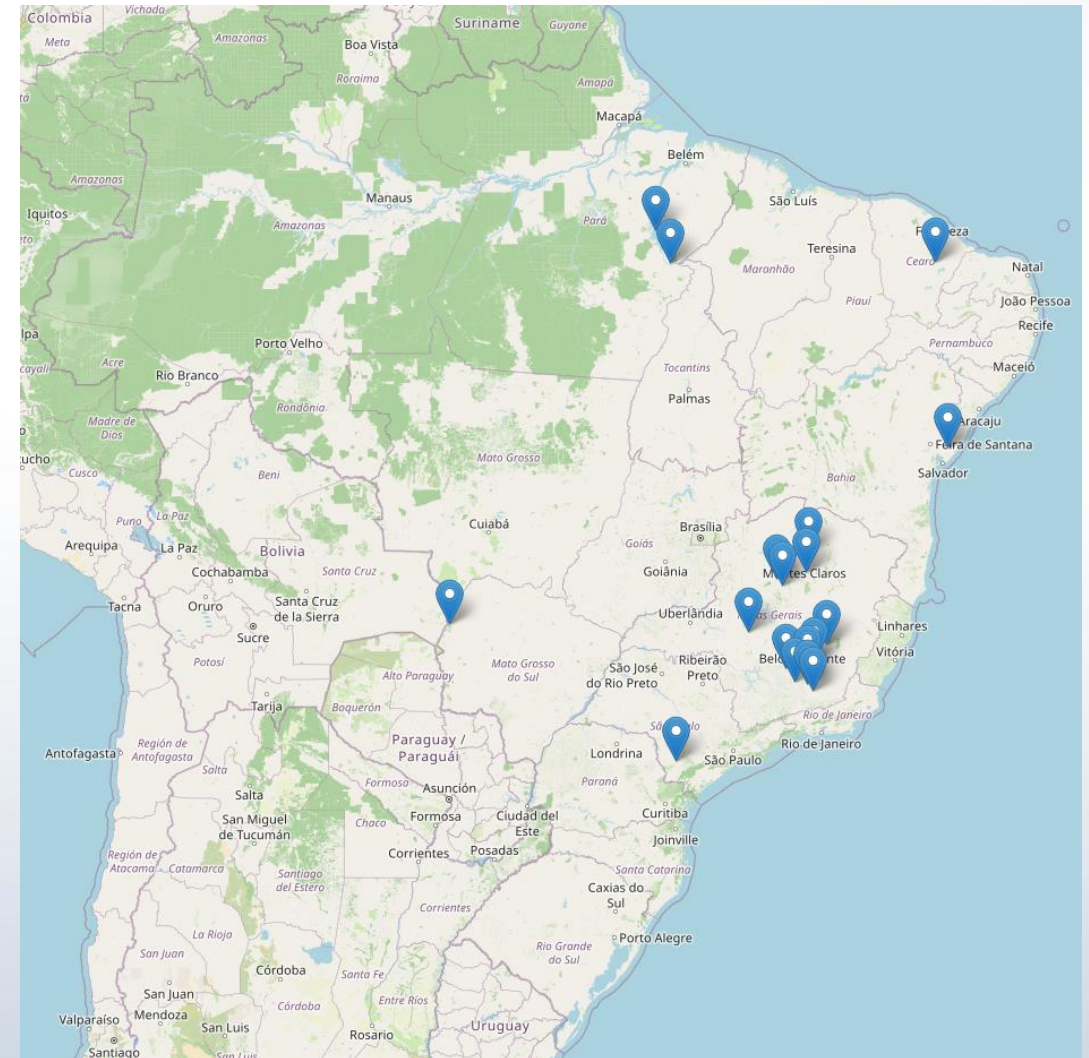 Colombia
Vichada
Meta
Amazonas
Boa Vista
Roraima
Suriname
Guyane
Amapá
Macapá
Belém
Amazonas
Iquitos
Manaus
Amazonas
Pará
São Luís
Teresina
Maranhão
Ceará
Natal
João Pessoa
Recife
Piauí
Pernambuco
Maceió
Porto Velho
Acre
Rio Branco
Rondônia
Tocantins
Palmas
Madre de
Dios
Cusco
Beni
Mato Grosso
Aracaju
Feira de Santana
Salvador
Bahia
Puno
La Paz
Arequipa
La Paz
Bolivia
Cochabamba
Santa Cruz
Cuiabá
Brasília
Goiás
Goiânia
Tacna
Oruro
Santa Cruz
de la Sierra
Sucre
Uberlândia
Linhares
Vitória
Potosí
Alto Paraguay
Mato Grosso
do Sul
São José
do Rio Preto
Ribeirão
Preto
Tarija
Boquerón
Rio de Janeiro
Antofagasta
Región de
Antofagasta
Paraguay /
Paraguái
Londrina
São Paulo
Rio de Janeiro
Salta
Salta
Formosa
Asunción
Paraná
San Miguel
de Tucumán
Chaco
Formosa
Ciudad del
Este
Curitiba
Joinville
Región de
Atacama
Catamarca
Santiago
del Estero
Corrientes
Posadas
Santa Catarina
Corrientes
Caxias do
Sul
La Rioja
Rio Grande
do Sul
Porto Alegre
San Juan
Córdoba
Santa Fe
San Juan
Córdoba
Entre Ríos
Valparaíso
Mendoza
San Luis
Rosario
Uruguay
Santiago
San Luis